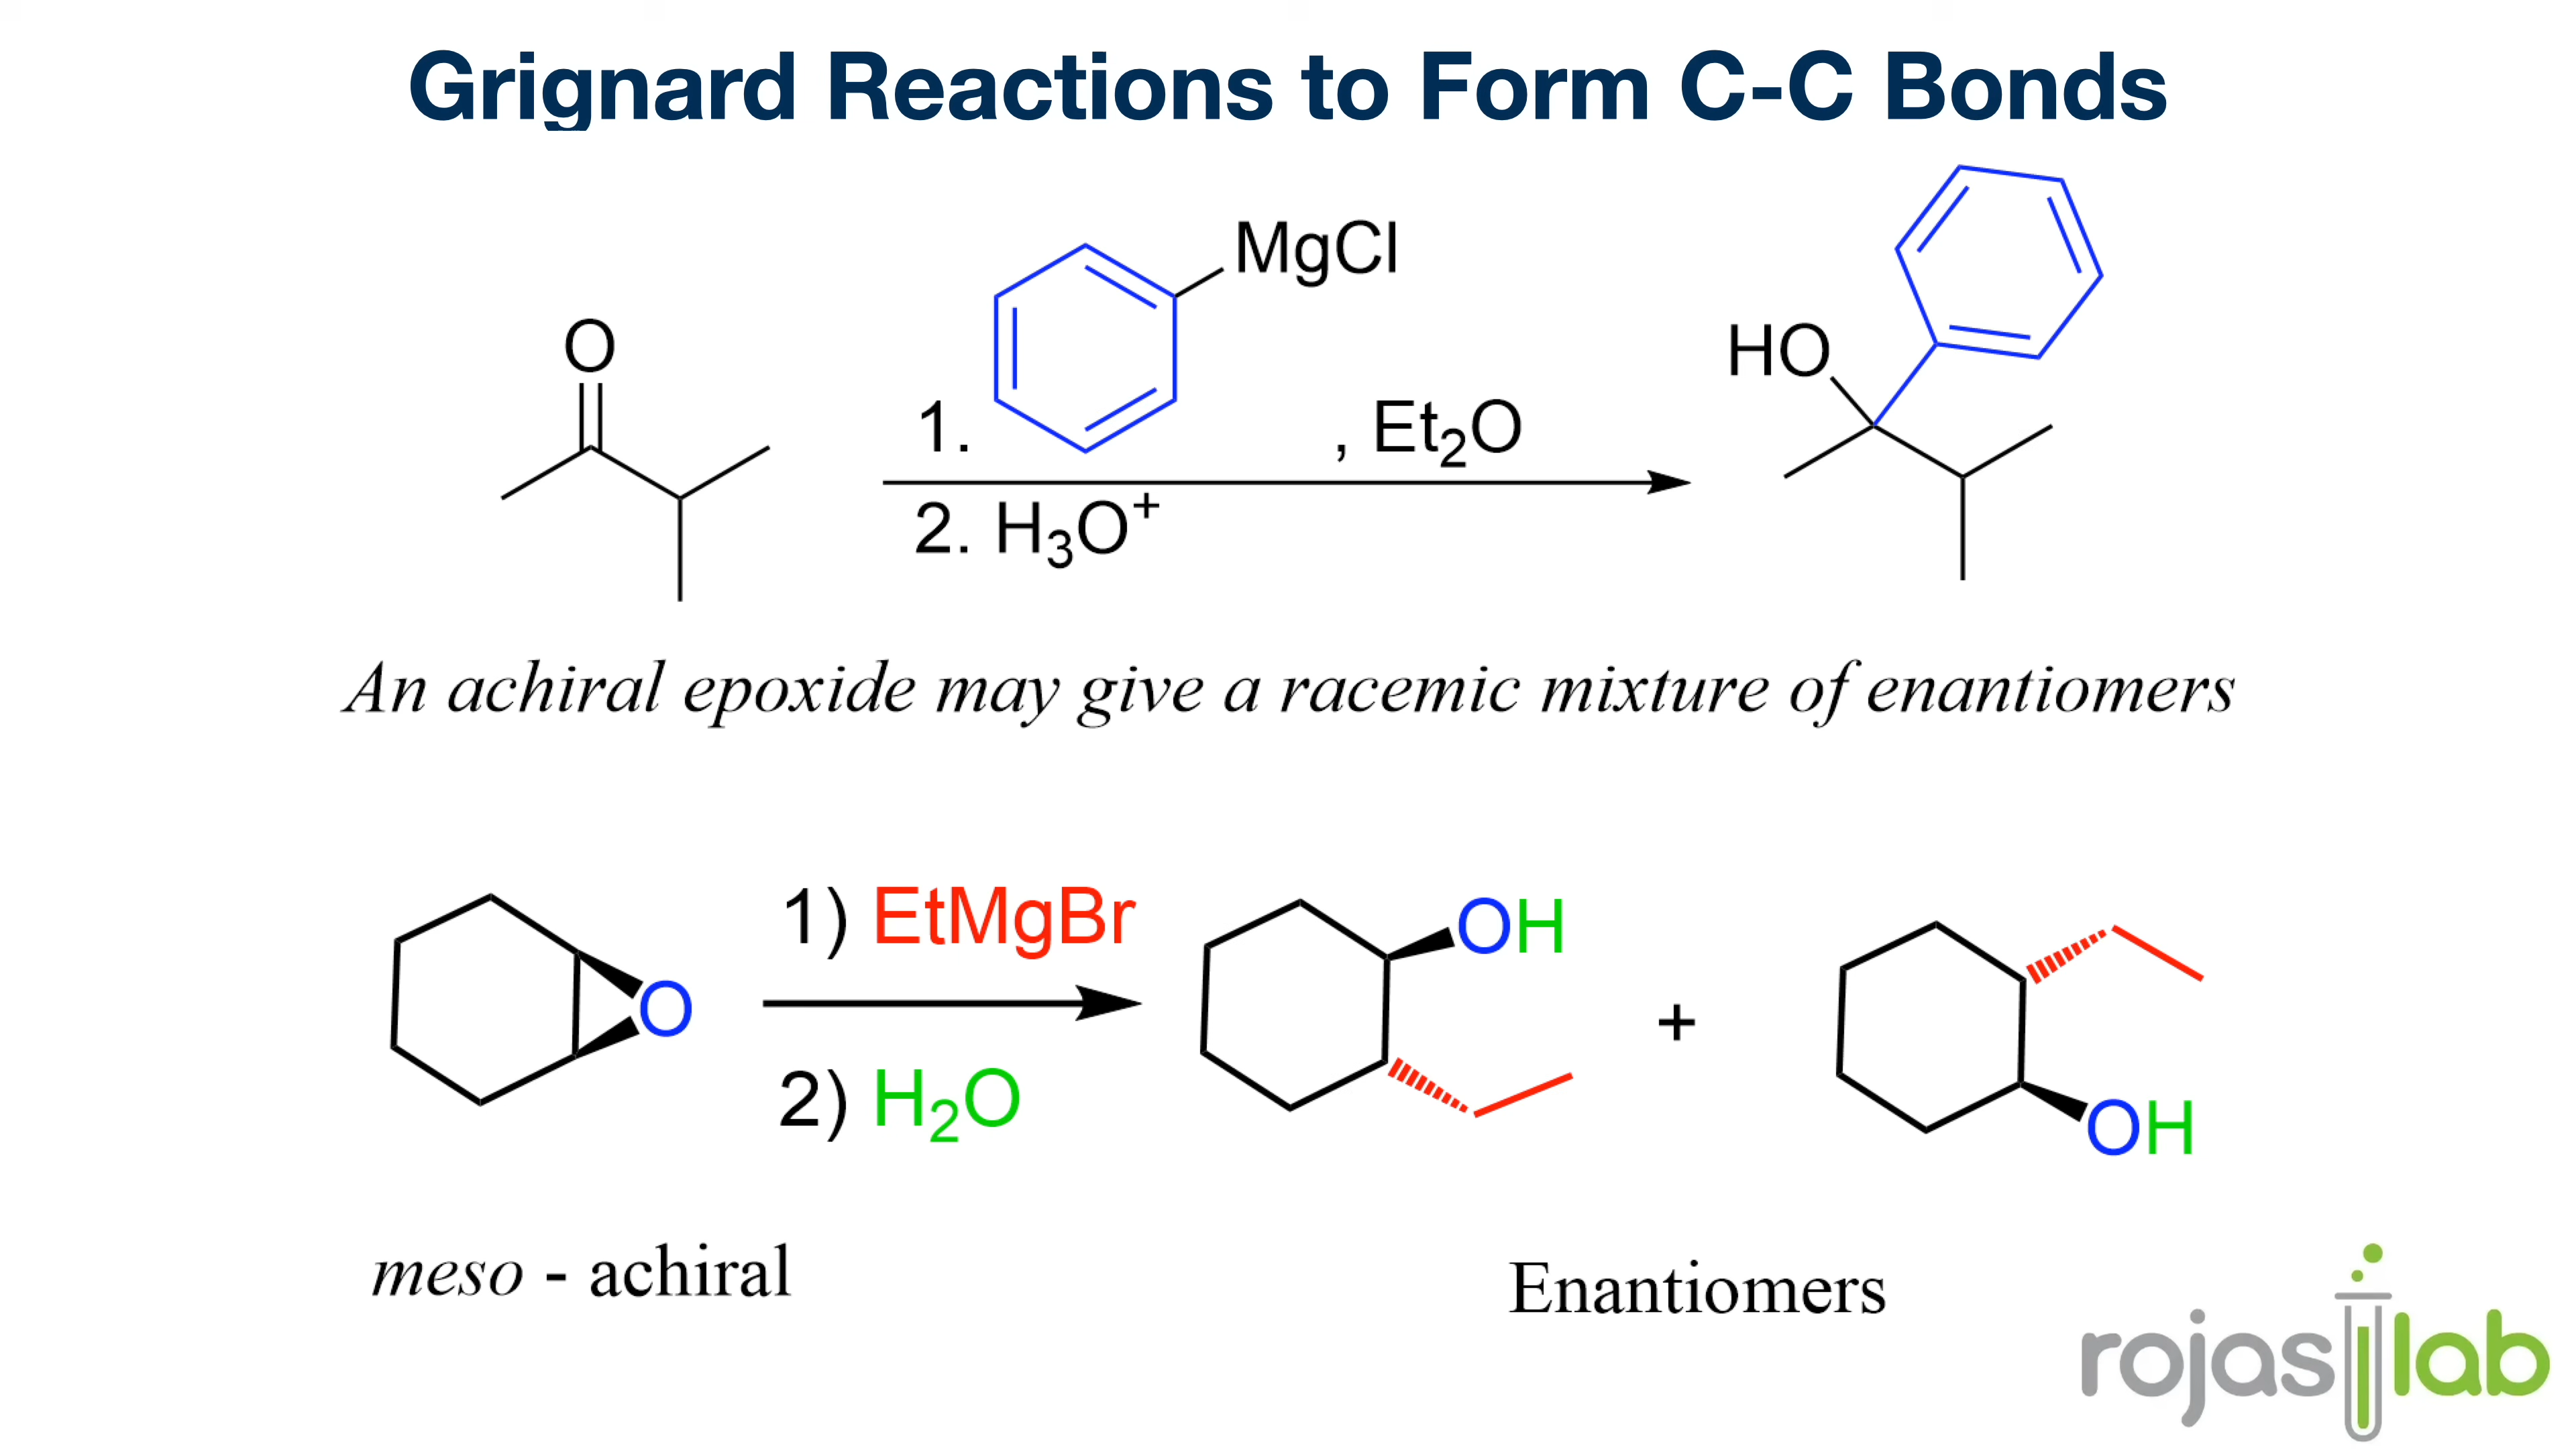 Grignard Reactions to Form C-C Bonds
MgCl
O
HO
1. , Et₂O
2. H₃O⁺
An achiral epoxide may give a racemic mixture of enantiomers
1) EtMgBr
OH
O
+
2) H₂O
OH
meso - achiral
Enantiomers
rojas lab